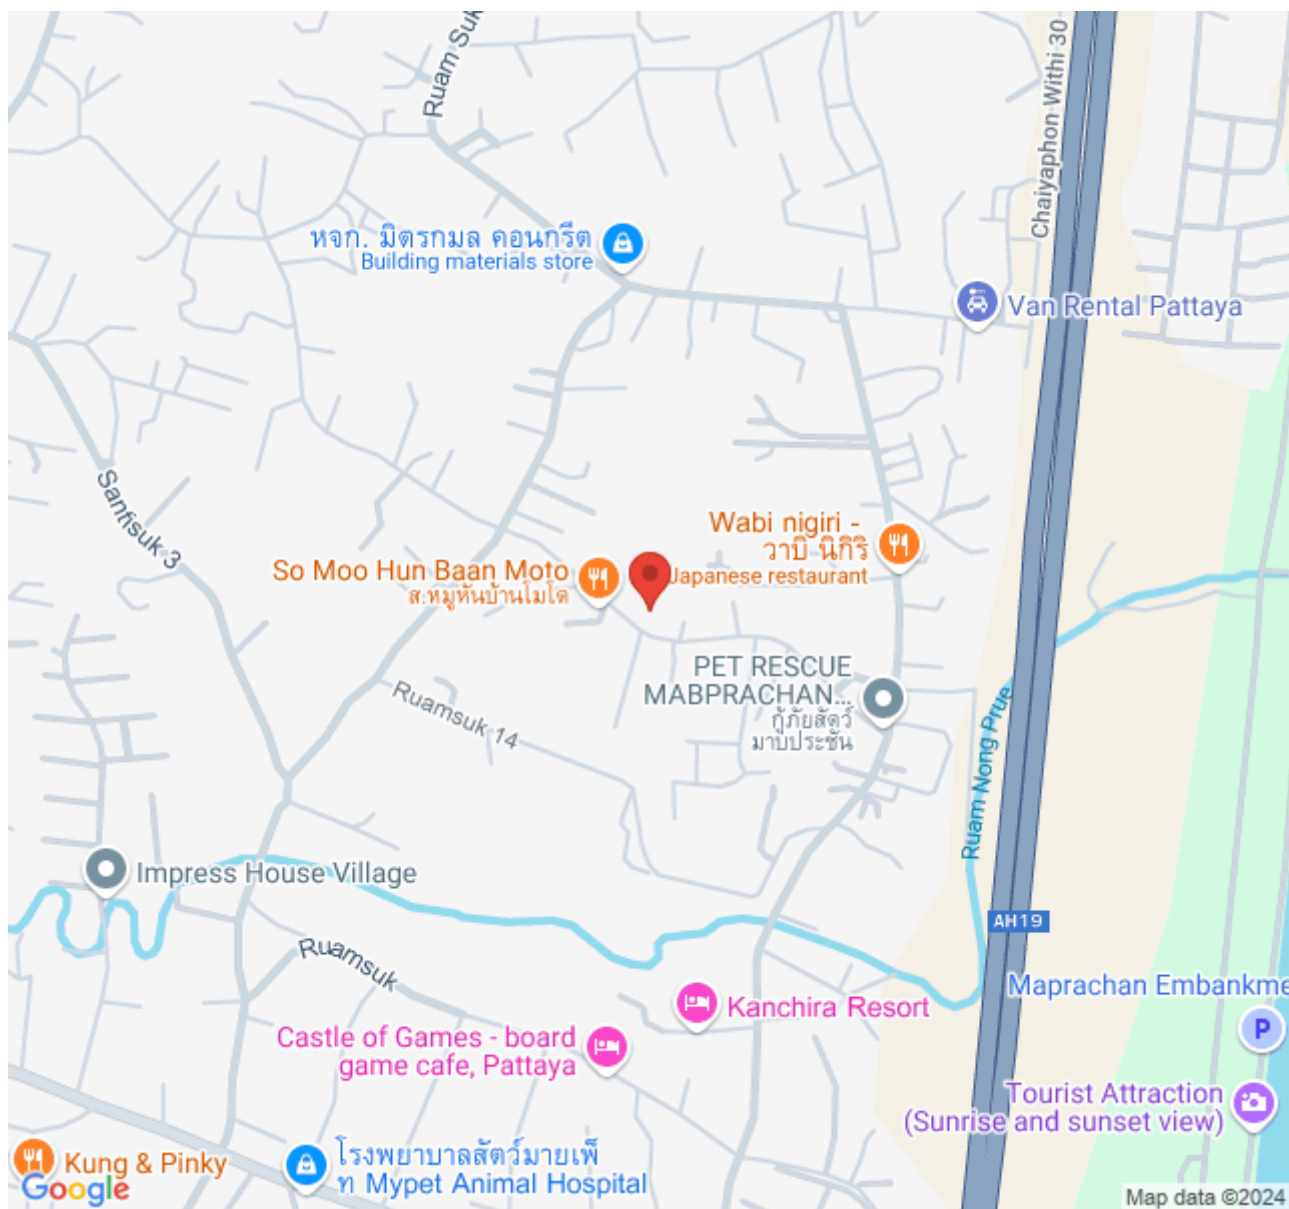 Ruam Suk
Chaiyaphon Withi 30
หจก. มิตรกมล คอนกรีต
Building materials store
Van Rental Pattaya
Sanfisuk 3
Wabi nigiri -
วาบิ นิกิริ
Japanese restaurant
So Moo Hun Baan Moto
ส.หมูหันบ้านโมโต
PET RESCUE
MABPRACHAN...
กู้ภัยสัตว์
มาบประชัน
Ruamsuk 14
Ruam Nong Prue
Impress House Village
AH19
Ruamsuk
Maprachan Embankme
Kanchira Resort
P
Castle of Games - board
game cafe, Pattaya
Tourist Attraction
(Sunrise and sunset view)
โรงพยาบาลสัตว์มายเพ็
ท Mypet Animal Hospital
Kung & Pinky
Google
Map data ©2024